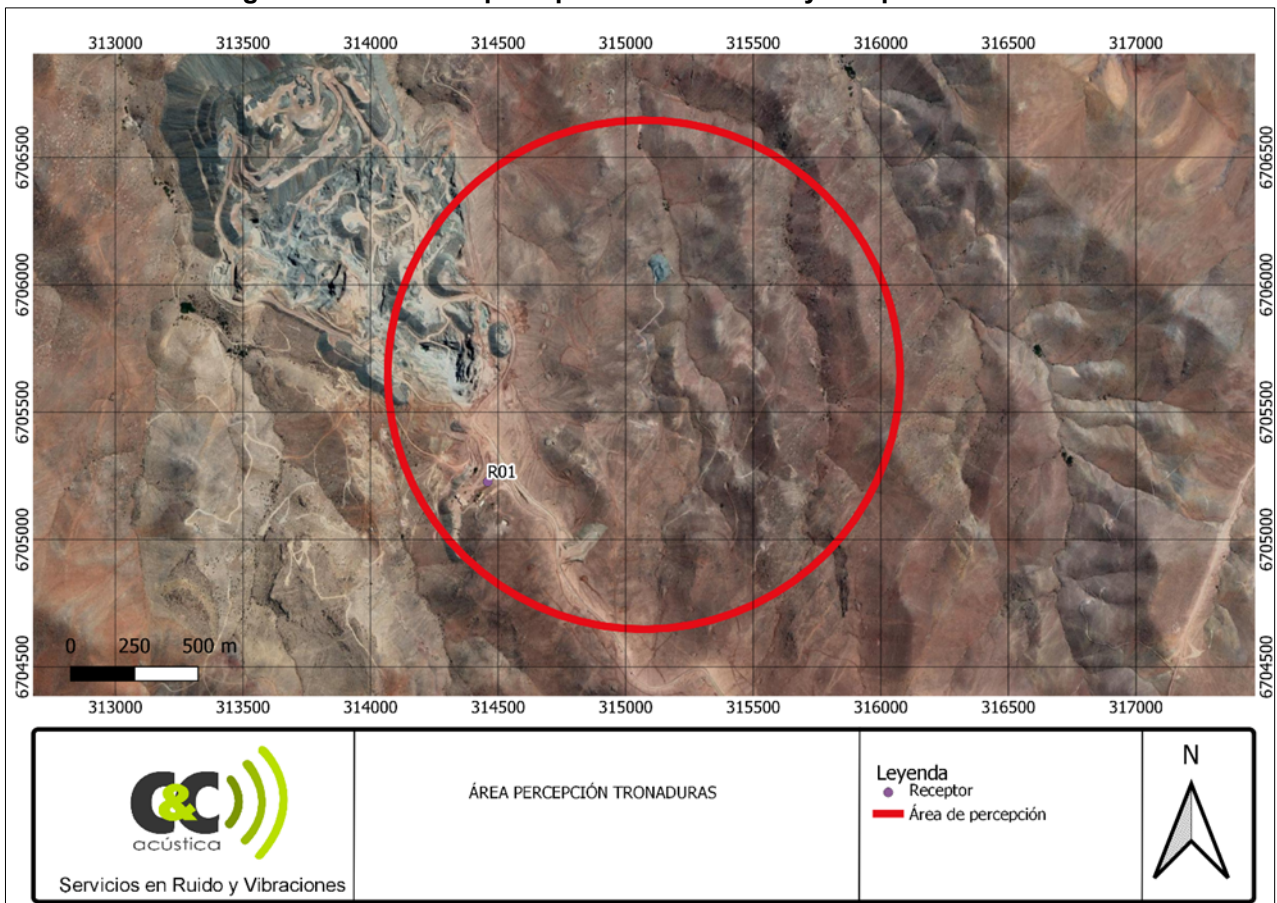 313000 313500 314000 314500 315000 315500 316000 316500 317000
6706500 6706500
6706000 6706000
6705500 6705500
R01
6705000 6705000
0 250 500 m
6704500 6704500
313000 313500 314000 314500 315000 315500 316000 316500 317000
C&C
acústica
Servicios en Ruido y Vibraciones
ÁREA PERCEPCIÓN TRONADURAS
Leyenda
Receptor
Área de percepción
N